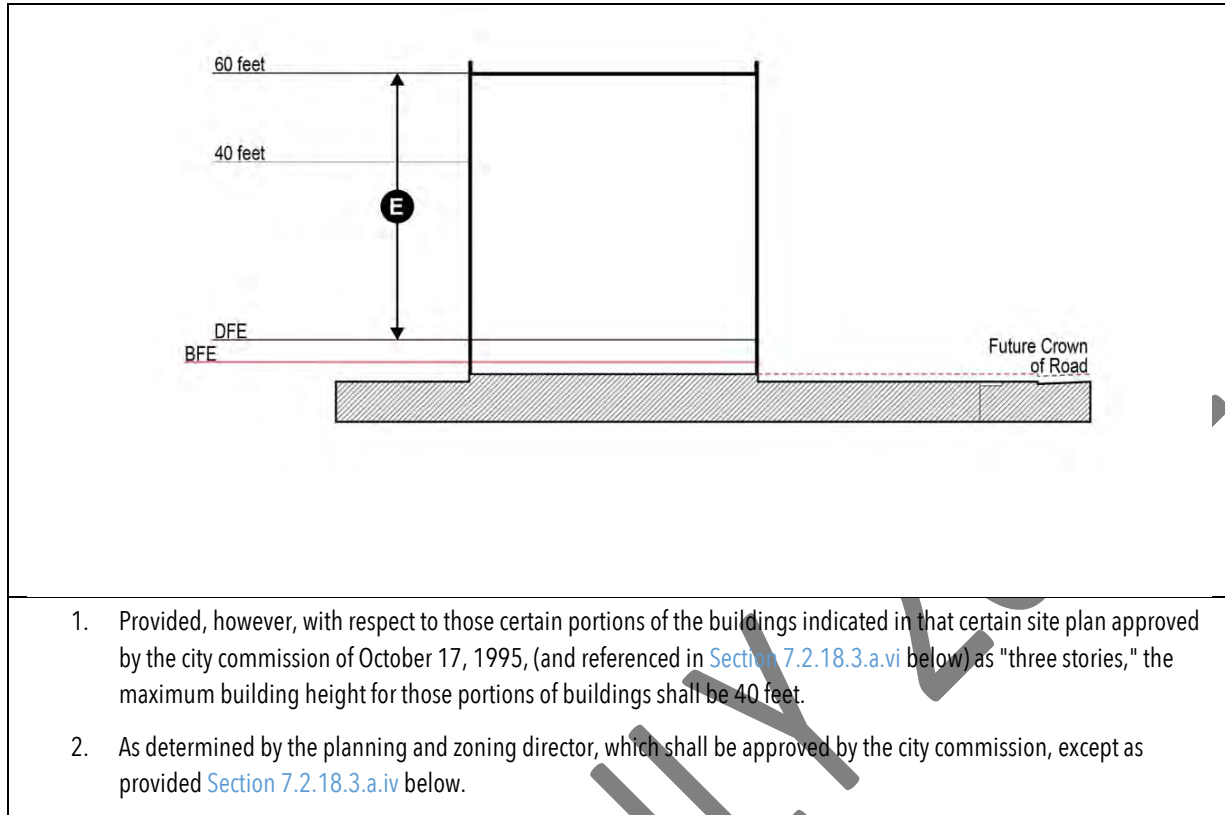 60 feet
40 feet
E
DFE
BFE
Future Crown
of Road
1. Provided, however, with respect to those certain portions of the buildings indicated in that certain site plan approved
by the city commission of October 17, 1995, (and referenced in Section 7.2.18.3.a.vi below) as "three stories," the
maximum building height for those portions of buildings shall be 40 feet.
2. As determined by the planning and zoning director, which shall be approved by the city commission, except as
provided Section 7.2.18.3.a.iv below.